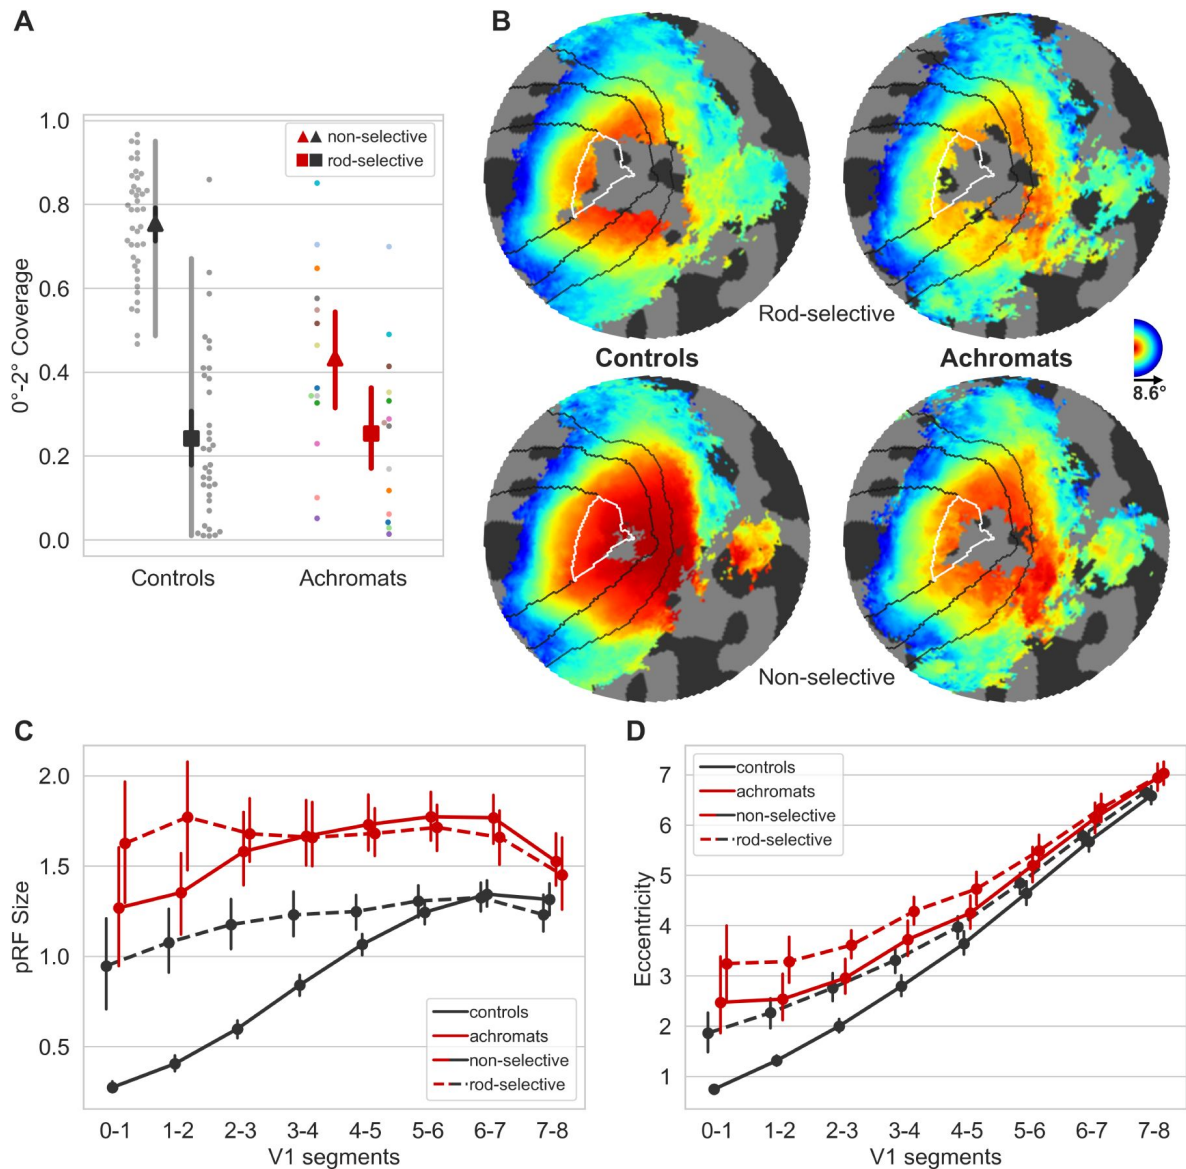 A
1.0
0.8
0.6
0.4
0.2
0.0
0°-2° Coverage
non-selective
rod-selective
Controls
Achromats
B
Rod-selective
Controls
Achromats
8.6°
Non-selective
C
2.0
1.5
1.0
0.5
pRF Size
controls
achromats
non-selective
rod-selective
0-1 1-2 2-3 3-4 4-5 5-6 6-7 7-8
V1 segments
D
7
6
5
4
3
2
1
Eccentricity
controls
achromats
non-selective
rod-selective
0-1 1-2 2-3 3-4 4-5 5-6 6-7 7-8
V1 segments